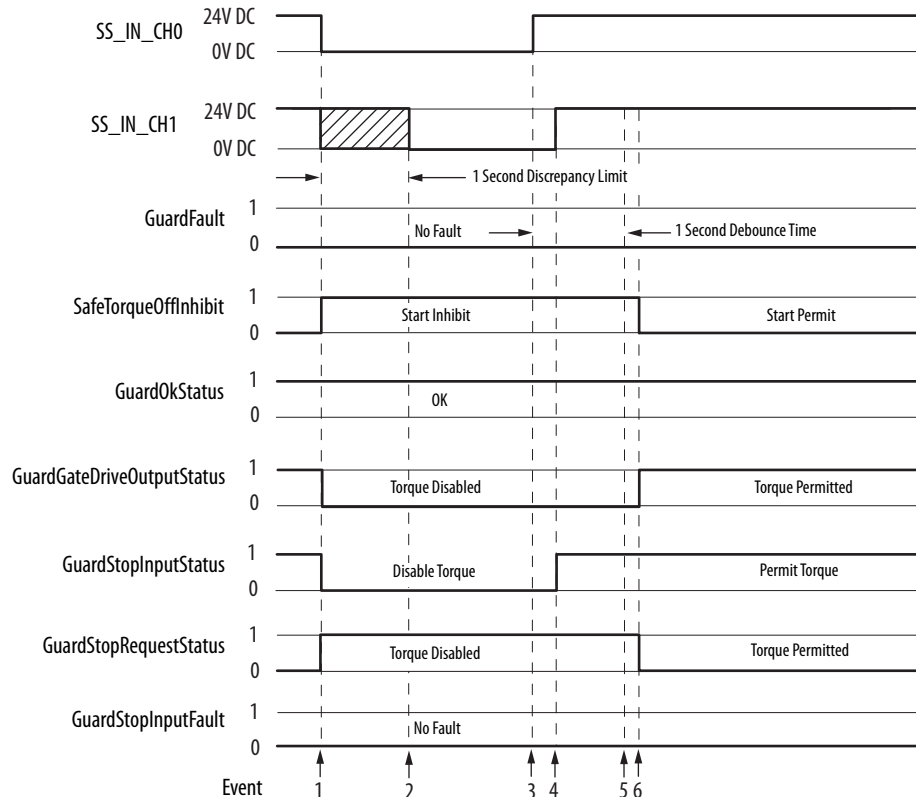 24V DC
SS_IN_CH0
0V DC
24V DC
SS_IN_CH1
0V DC
1 Second Discrepancy Limit
1
GuardFault
0
No Fault
1 Second Debounce Time
1
SafeTorqueOffInhibit
0
Start Inhibit
Start Permit
1
GuardOkStatus
0
OK
1
GuardGateDriveOutputStatus
0
Torque Disabled
Torque Permitted
1
GuardStopInputStatus
0
Disable Torque
Permit Torque
1
GuardStopRequestStatus
0
Torque Disabled
Torque Permitted
1
GuardStopInputFault
0
No Fault
Event 1 2 3 4 5 6